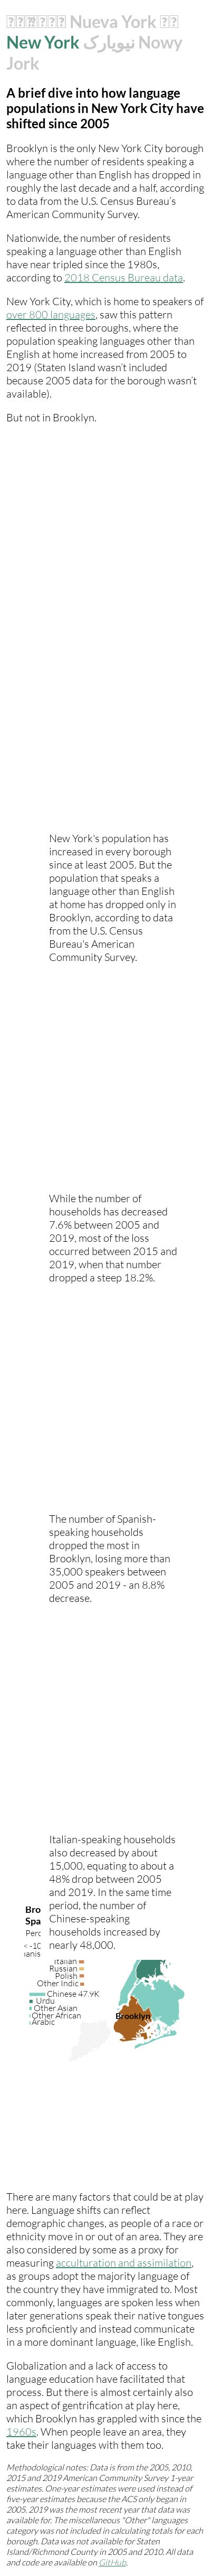 Nueva York
New York نیویارک Nowy
Jork
A brief dive into how language
populations in New York City have
shifted since 2005
Brooklyn is the only New York City borough
where the number of residents speaking a
language other than English has dropped in
roughly the last decade and a half, according
to data from the U.S. Census Bureau's
American Community Survey.
Nationwide, the number of residents
speaking a language other than English
have near tripled since the 1980s,
according to 2018 Census Bureau data.
New York City, which is home to speakers of
over 800 languages, saw this pattern
reflected in three boroughs, where the
population speaking languages other than
English at home increased from 2005 to
2019 (Staten Island wasn't included
because 2005 data for the borough wasn't
available).
But not in Brooklyn.
New York's population has
increased in every borough
since at least 2005. But the
population that speaks a
language other than English
at home has dropped only in
Brooklyn, according to data
from the U.S. Census
Bureau's American
Community Survey.
While the number of
households has decreased
7.6% between 2005 and
2019, most of the loss
occurred between 2015 and
2019, when that number
dropped a steep 18.2%.
The number of Spanish-
speaking households
dropped the most in
Brooklyn, losing more than
35,000 speakers between
2005 and 2019 - an 8.8%
decrease.
Italian-speaking households
also decreased by about
15,000, equating to about a
48% drop between 2005
and 2019. In the same time
period, the number of
Chinese-speaking
households increased by
nearly 48,000.
Bro
Spa
Perc
< -10
Italian
Russian
Polish
Other Indic
Chinese 47.9K
Urdu
Other Asian
Other African
Arabic
Brooklyn
There are many factors that could be at play
here. Language shifts can reflect
demographic changes, as people of a race or
ethnicity move in or out of an area. They are
also considered by some as a proxy for
measuring acculturation and assimilation,
as groups adopt the majority language of
the country they have immigrated to. Most
commonly, languages are spoken less when
later generations speak their native tongues
less proficiently and instead communicate
in a more dominant language, like English.
Globalization and a lack of access to
language education have facilitated that
process. But there is almost certainly also
an aspect of gentrification at play here,
which Brooklyn has grappled with since the
1960s. When people leave an area, they
take their languages with them too.
Methodological notes: Data is from the 2005, 2010,
2015 and 2019 American Community Survey 1-year
estimates. One-year estimates were used instead of
five-year estimates because the ACS only began in
2005. 2019 was the most recent year that data was
available for. The miscellaneous "Other" languages
category was not included in calculating totals for each
borough. Data was not available for Staten
Island/Richmond County in 2005 and 2010. All data
and code are available on GitHub.